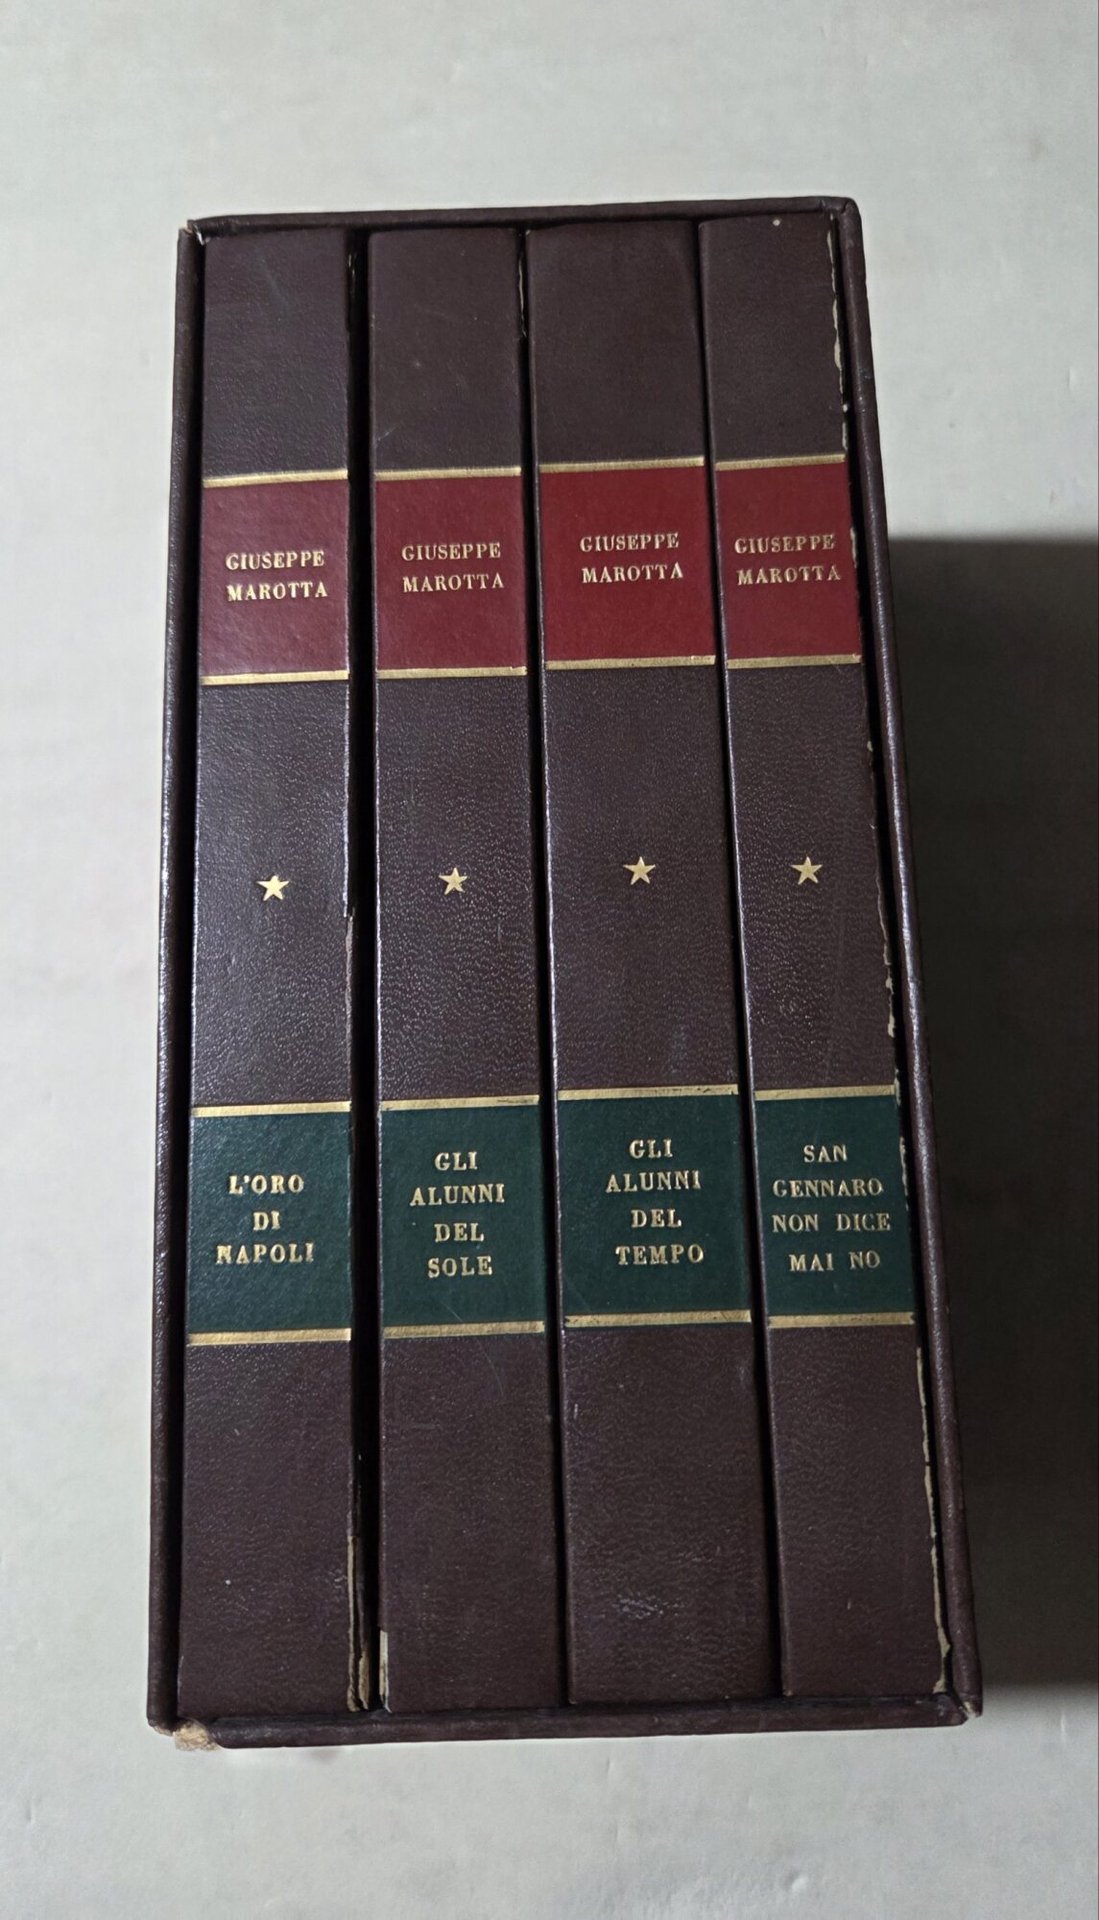 GIUSEPPE
MAROTTA
L'ORO
DI
NAPOLI
GIUSEPPE
MAROTTA
GLI
ALUNNI
DEL
SOLE
GIUSEPPE
MAROTTA
GLI
ALUNNI
DEL
TEMPO
GIUSEPPE
MAROTTA
SAN
GENNARO
NON DICE
MAI NO